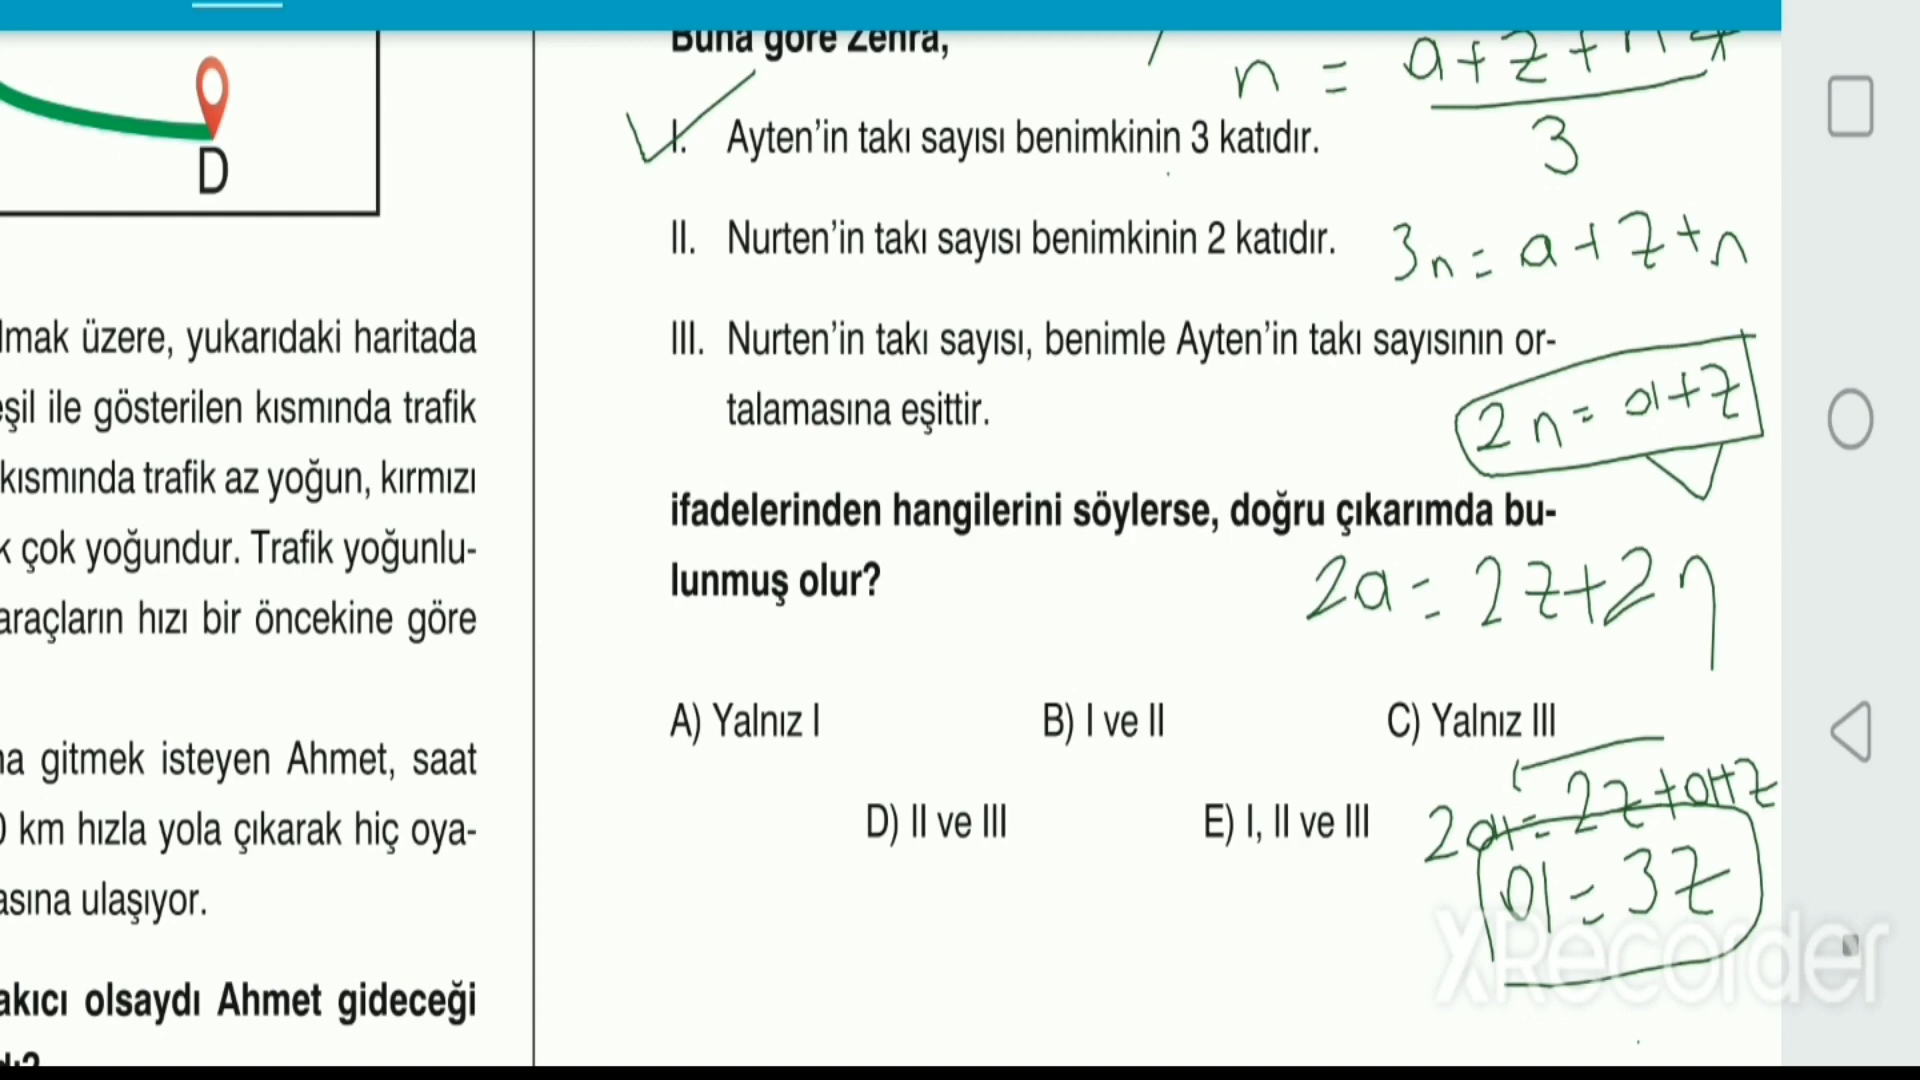 D
lmak üzere, yukarıdaki haritada
şil ile gösterilen kısmında trafik
kısmında trafik az yoğun, kırmızı
k çok yoğundur. Trafik yoğunlu-
araçların hızı bir öncekine göre
gitmek isteyen Ahmet, saat
0 km hızla yola çıkarak hiç oya-
asına ulaşıyor.
akıcı olsaydı Ahmet gideceği
Buna göre Zehra,
I. Ayten'in takı sayısı benimkinin 3 katıdır.
II. Nurten'in takı sayısı benimkinin 2 katıdır.
III. Nurten'in takı sayısı, benimle Ayten'in takı sayısının or-
talamasına eşittir.
ifadelerinden hangilerini söylerse, doğru çıkarımda bu-
lunmuş olur?
A) Yalnız I B) I ve II C) Yalnız III
D) II ve III E) I, II ve III
n = a+z+n
3
3n = a+z+n
2n = a+z
2a = 2z+2n
2a = 2z+a+z
a = 3z
XRecorder